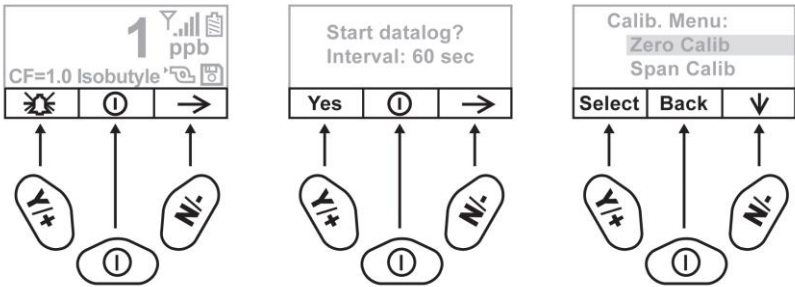 1
ppb
CF=1.0 Isobutyle
Y/+
N/-
Start datalog?
Interval: 60 sec
Yes
Y/+
N/-
Calib. Menu:
Zero Calib
Span Calib
Select Back
Y/+
N/-